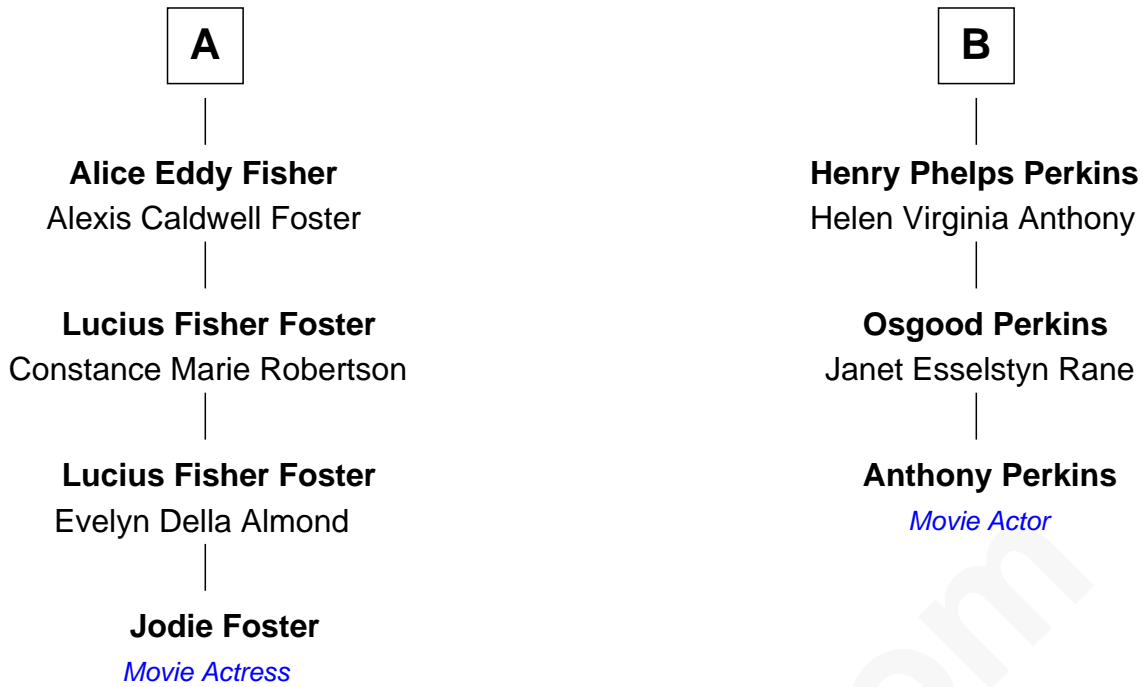 A
B
Alice Eddy Fisher
Alexis Caldwell Foster
Henry Phelps Perkins
Helen Virginia Anthony
Lucius Fisher Foster
Constance Marie Robertson
Osgood Perkins
Janet Esselstyn Rane
Lucius Fisher Foster
Evelyn Della Almond
Anthony Perkins
Movie Actor
Jodie Foster
Movie Actress
om